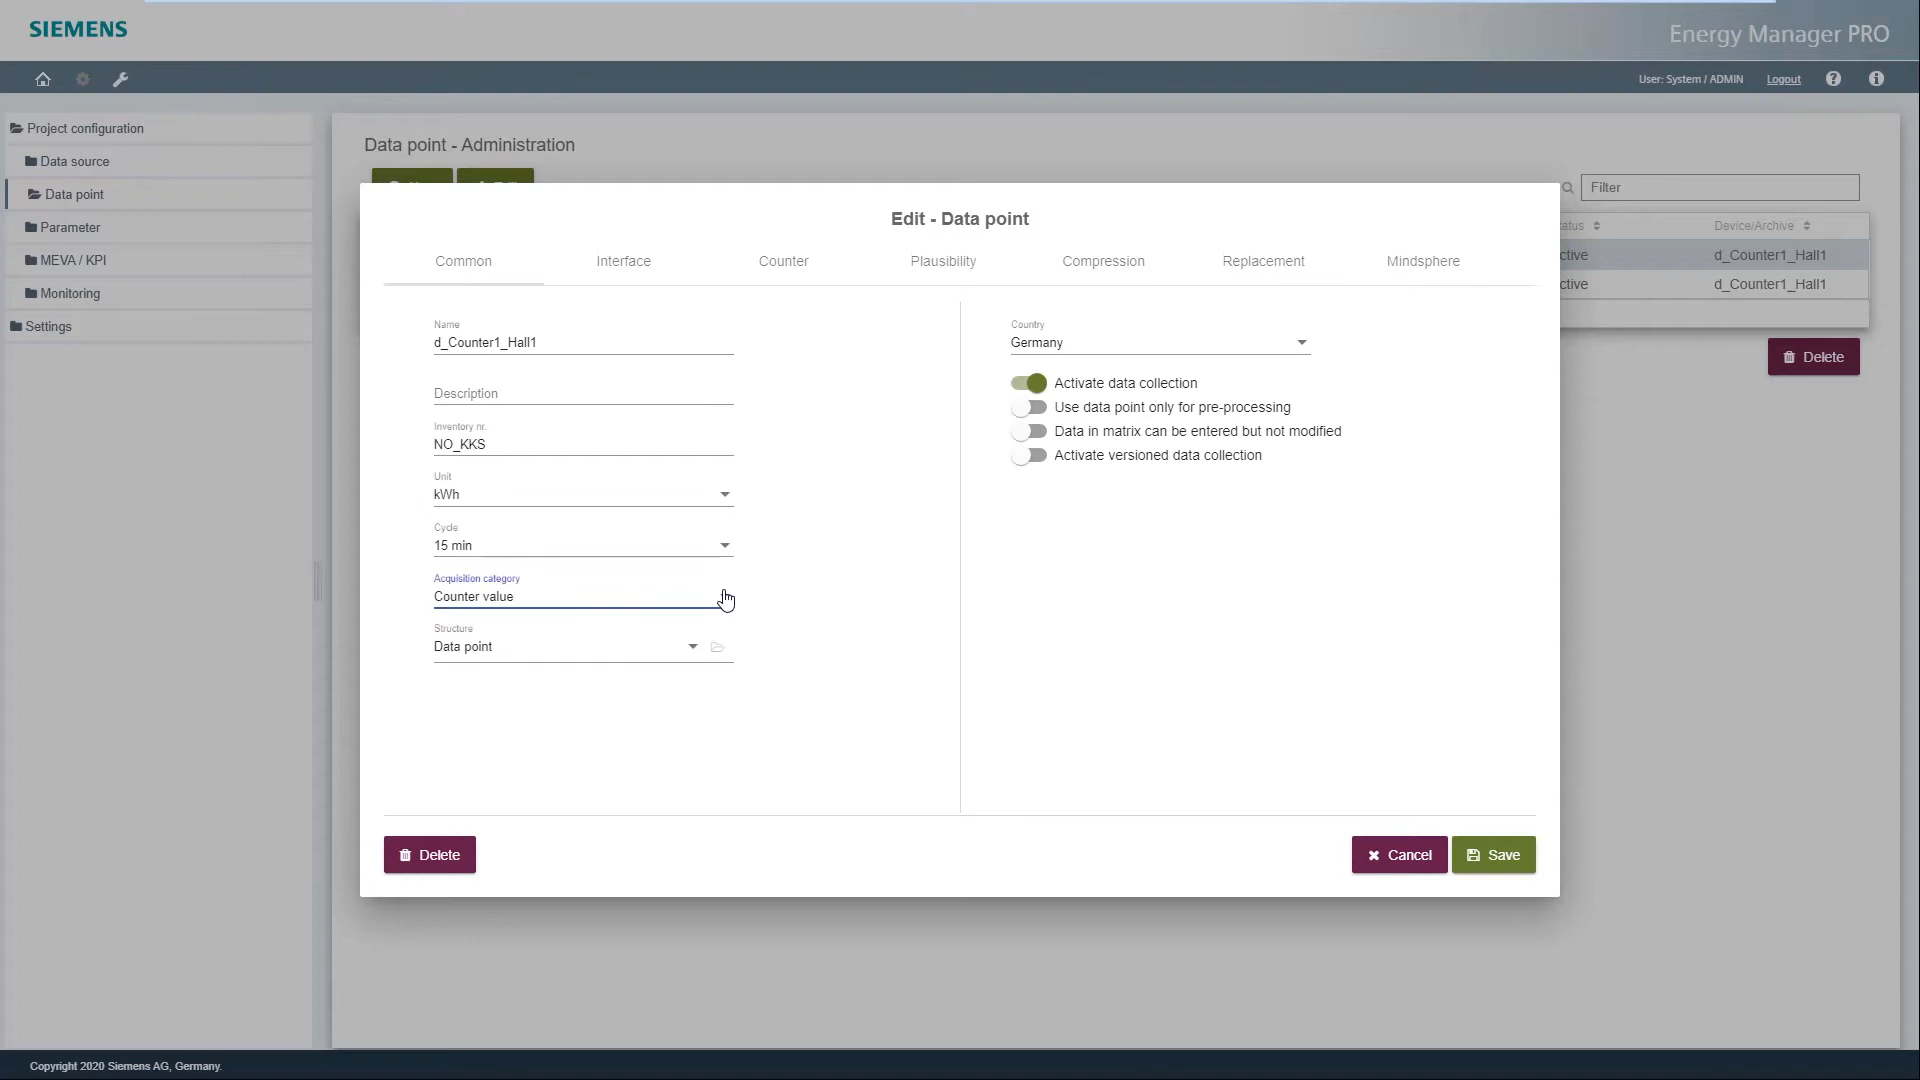 SIEMENS
Energy Manager PRO
User: System / ADMIN
Logout
Project configuration
Data source
Data point
Parameter
MEVA / KPI
Monitoring
Settings
Data point - Administration
Filter
Device/Archive
d_Counter1_Hall1
d_Counter1_Hall1
Delete
Edit - Data point
Common
Interface
Counter
Plausibility
Compression
Replacement
Mindsphere
Name
d_Counter1_Hall1
Description
Inventory nr.
NO_KKS
Unit
kWh
Cycle
15 min
Acquisition category
Counter value
Structure
Data point
Country
Germany
Activate data collection
Use data point only for pre-processing
Data in matrix can be entered but not modified
Activate versioned data collection
Delete
Cancel
Save
Copyright 2020 Siemens AG, Germany.